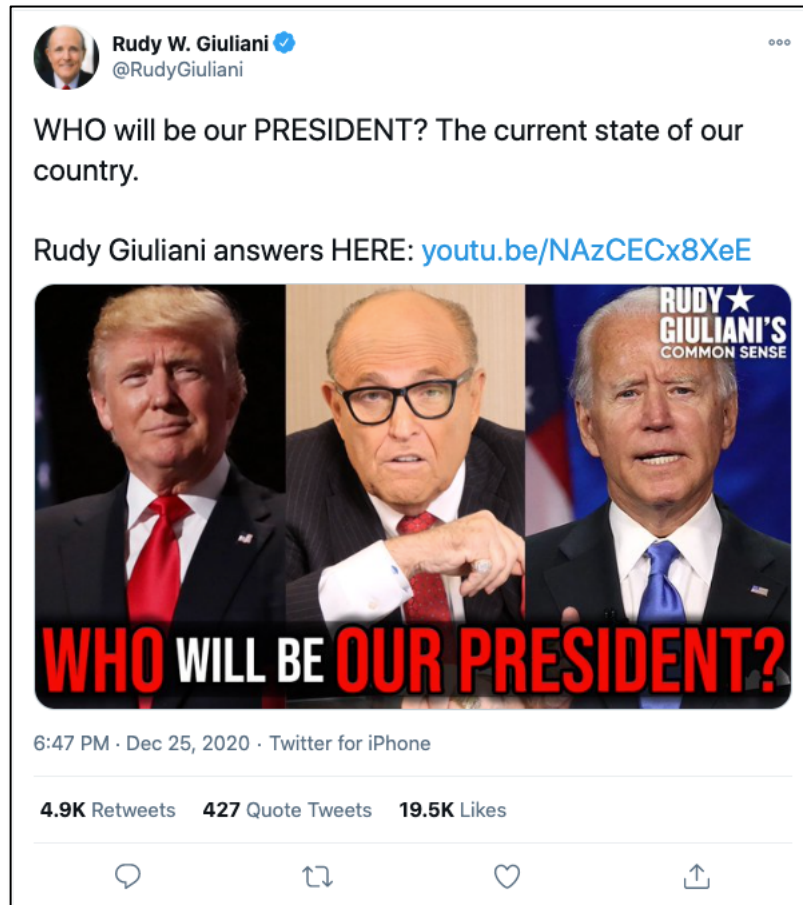 Rudy W. Giuliani
@RudyGiuliani
WHO will be our PRESIDENT? The current state of our
country.
Rudy Giuliani answers HERE: youtu.be/NAzCECx8XeE
RUDY★
GIULIANI'S
COMMON SENSE
WHO WILL BE OUR PRESIDENT?
6:47 PM · Dec 25, 2020 · Twitter for iPhone
4.9K Retweets 427 Quote Tweets 19.5K Likes